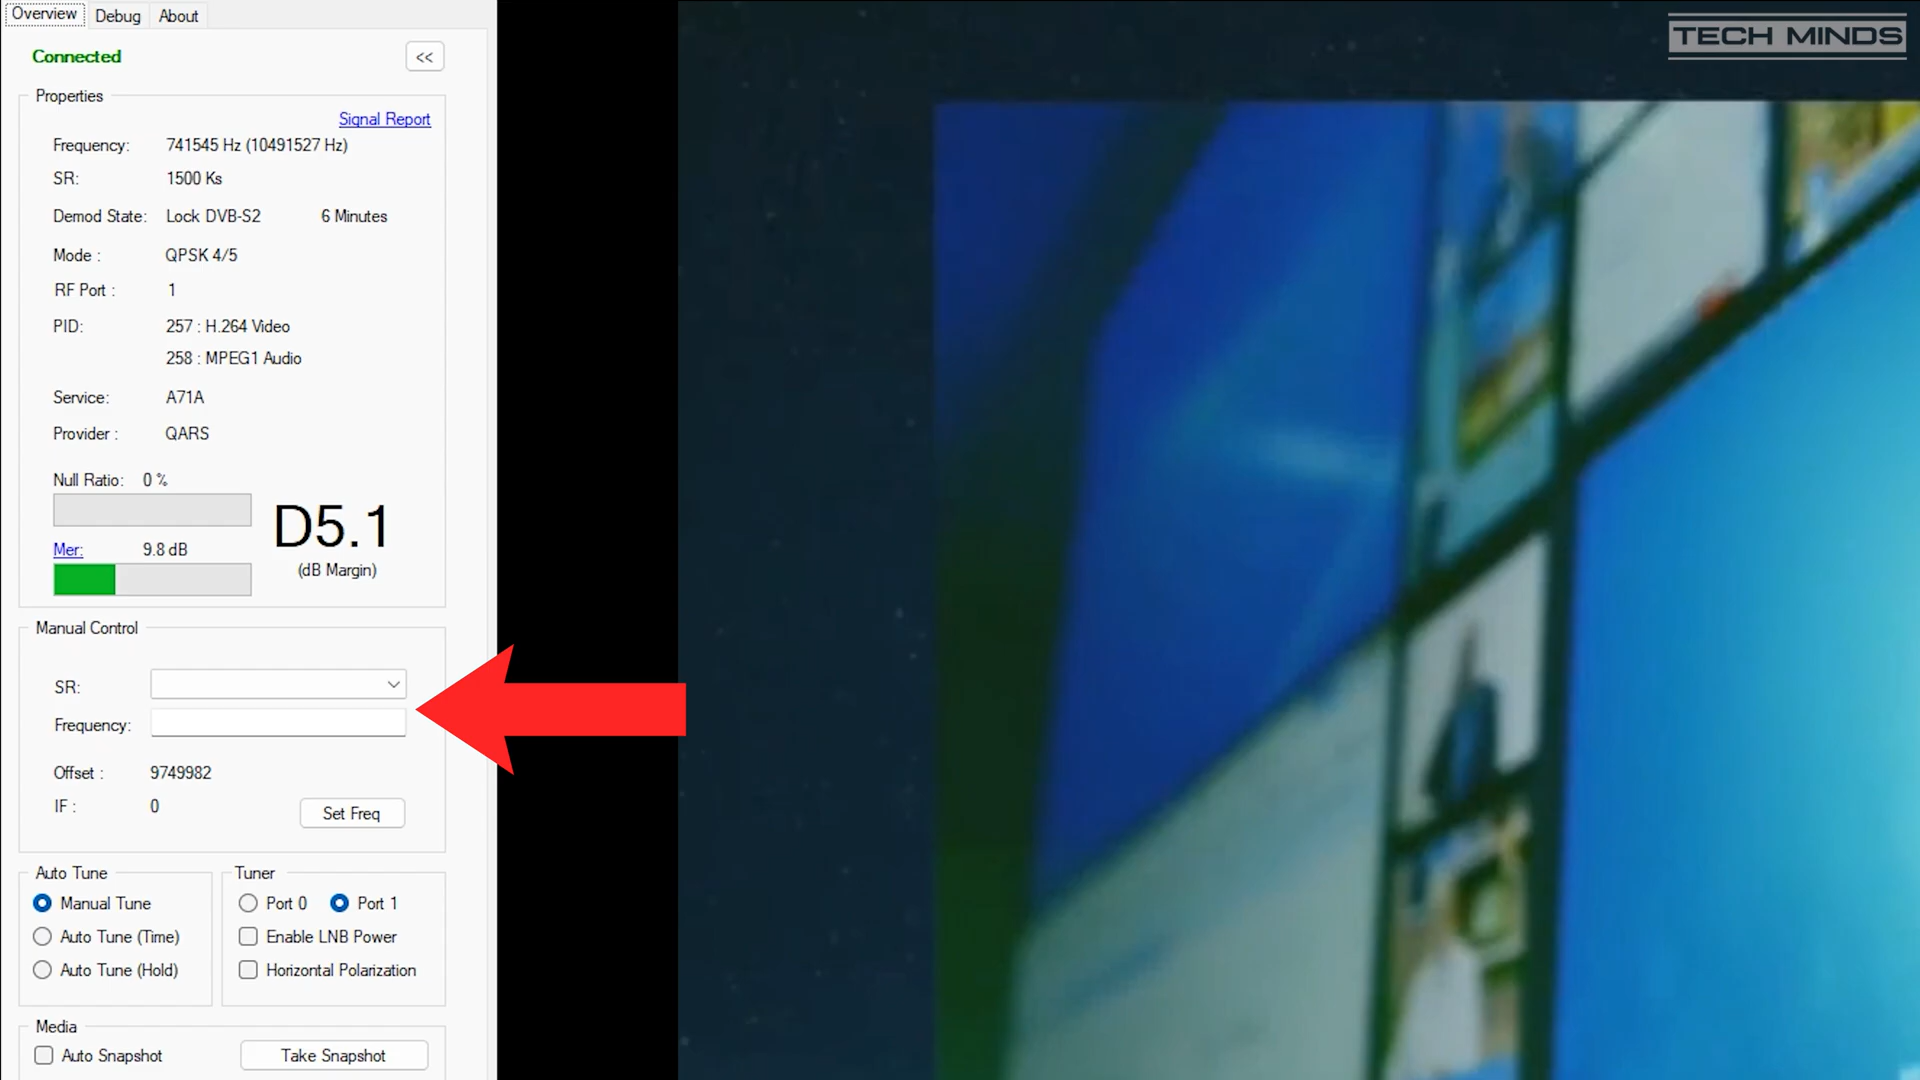 Overview Debug About
TECH MINDS
Connected <<
Properties
Signal Report
Frequency: 741545 Hz (10491527 Hz)
SR: 1500 Ks
Demod State: Lock DVB-S2 6 Minutes
Mode : QPSK 4/5
RF Port : 1
PID: 257 : H.264 Video
258 : MPEG1 Audio
Service: A71A
Provider : QARS
Null Ratio: 0 %
D5.1
Mer: 9.8 dB
(dB Margin)
Manual Control
SR:
Frequency:
Offset : 9749982
IF : 0
Set Freq
Auto Tune Tuner
Manual Tune Port 0 Port 1
Auto Tune (Time) Enable LNB Power
Auto Tune (Hold) Horizontal Polarization
Media
Auto Snapshot Take Snapshot